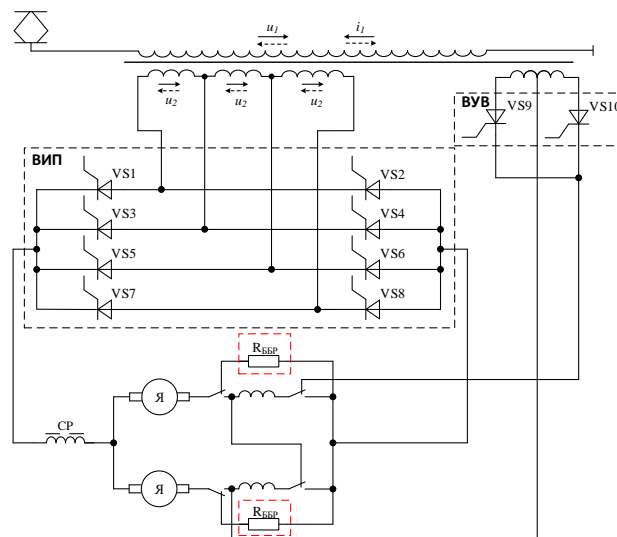 u1 i1
u2 u2 u2
ВУВ VS9 VS10
ВИП
VS1 VS2
VS3 VS4
VS5 VS6
VS7 VS8
RББР
Я
СР
Я
RББР